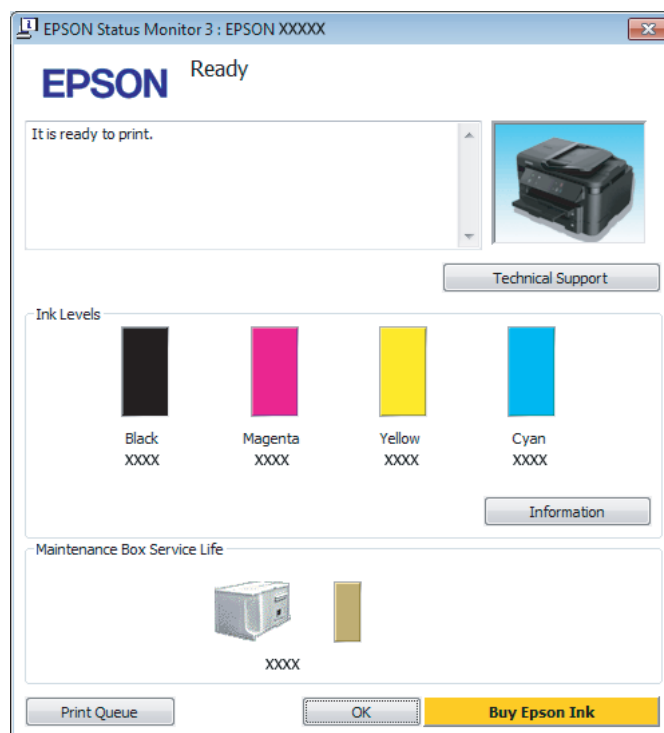 EPSON Status Monitor 3 : EPSON XXXXX
EPSON
Ready
It is ready to print.
Technical Support
Ink Levels
Black
Magenta
Yellow
Cyan
XXXX
XXXX
XXXX
XXXX
Information
Maintenance Box Service Life
XXXX
Print Queue
OK
Buy Epson Ink